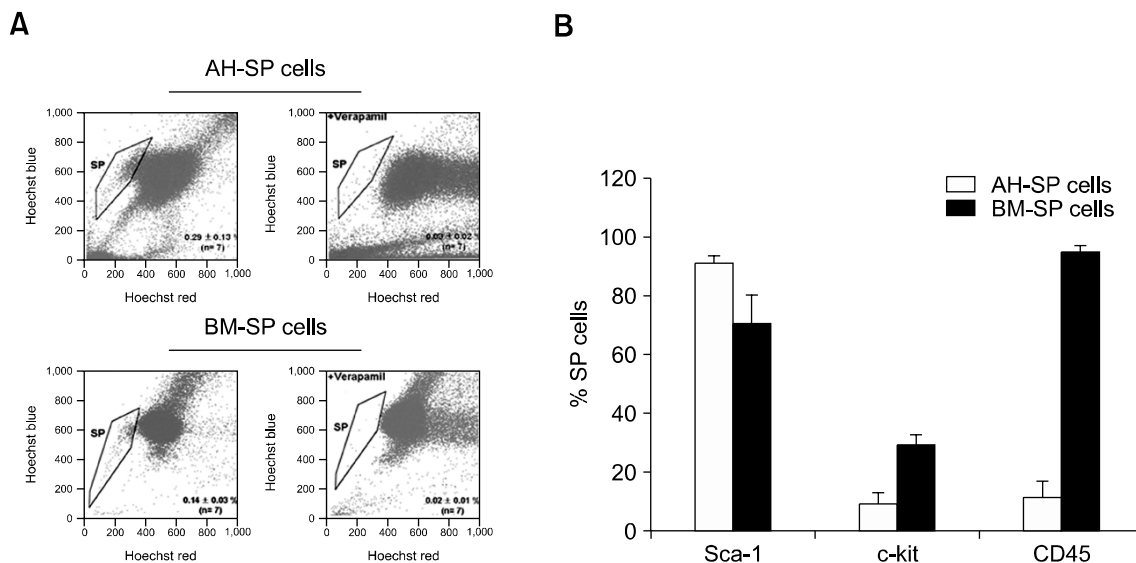 A
AH-SP cells
1,000
800
600
400
200
0
Hoechst blue
SP
0.29 ± 0.13 %
(n= 7)
0 200 400 600 800 1,000
Hoechst red
1,000
800
600
400
200
0
Hoechst blue
+Verapamil
SP
0.03 ± 0.02 %
(n= 7)
0 200 400 600 800 1,000
Hoechst red
BM-SP cells
1,000
800
600
400
200
0
Hoechst blue
SP
0.14 ± 0.03 %
(n= 7)
0 200 400 600 800 1,000
Hoechst red
1,000
800
600
400
200
0
Hoechst blue
+Verapamil
SP
0.02 ± 0.01 %
(n= 7)
0 200 400 600 800 1,000
Hoechst red
B
AH-SP cells
BM-SP cells
% SP cells
120
100
80
60
40
20
0
Sca-1 c-kit CD45